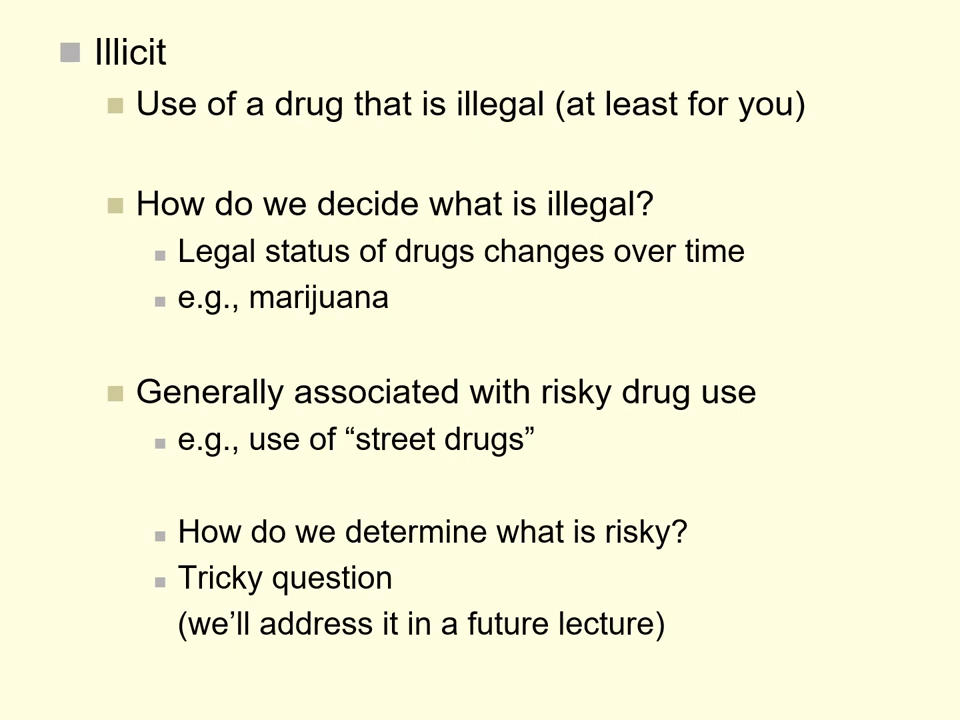 Illicit
Use of a drug that is illegal (at least for you)
How do we decide what is illegal?
Legal status of drugs changes over time
e.g., marijuana
Generally associated with risky drug use
e.g., use of “street drugs”
How do we determine what is risky?
Tricky question
(we’ll address it in a future lecture)